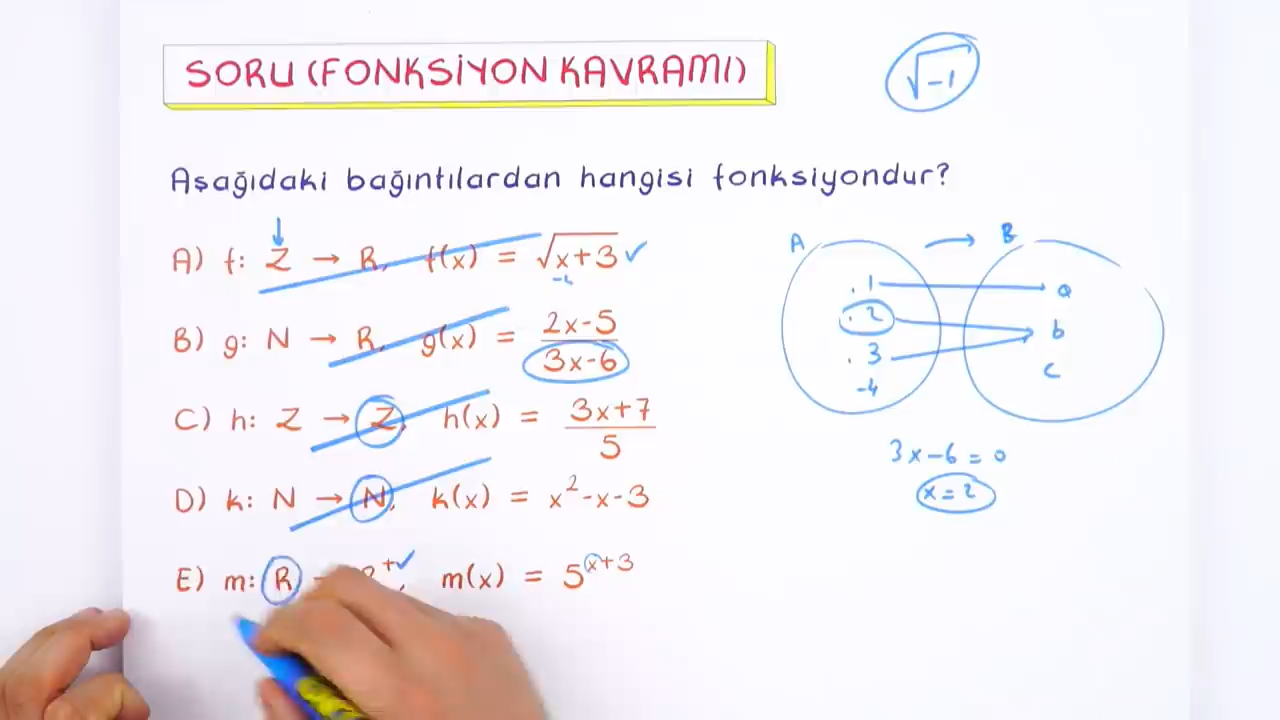 SORU (FONKSİYON KAVRAMI)
√-1
Aşağıdaki bağıntılardan hangisi fonksiyondur?
A) f: Z → R, f(x) = √x+3 ✓
B) g: N → R, g(x) = 2x-5 / 3x-6
C) h: Z → Z, h(x) = 3x+7 / 5
D) k: N → N, k(x) = x²-x-3
E) m: R → R⁺, m(x) = 5ˣ⁺³
A → B
.1 a
.2 b
.3 c
-4
3x-6=0
x=2